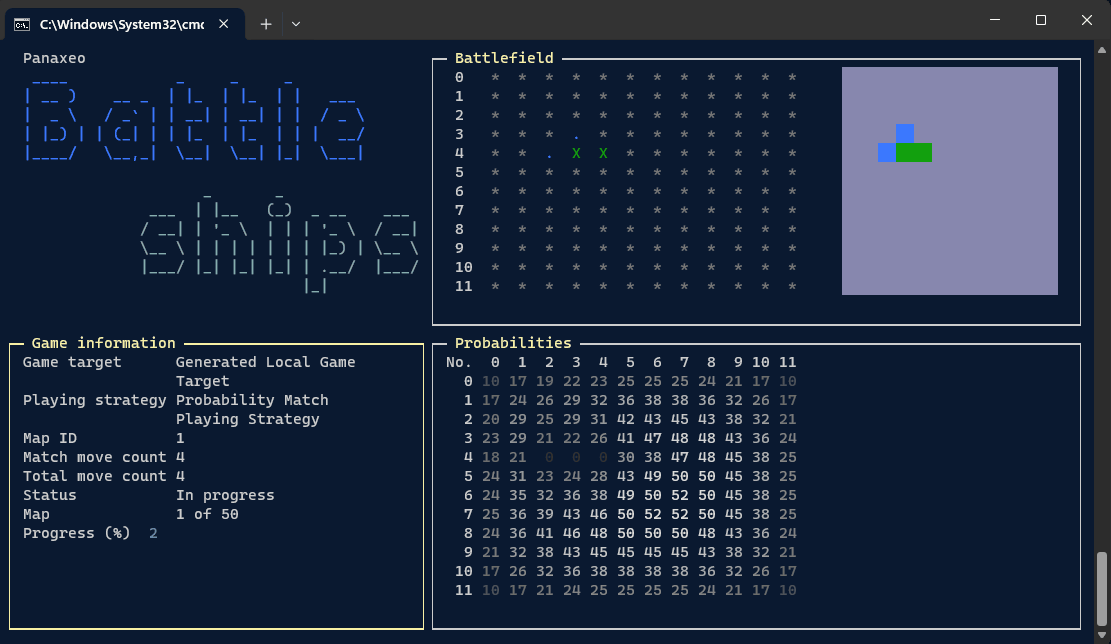 C:\Windows\System32\cmc
Panaxeo
Battle
ships
Battlefield
0 * * * * * * * * * * * *
1 * * * * * * * * * * * *
2 * * * * * * * * * * * *
3 * * * . * * * * * * * *
4 * * . X X * * * * * * *
5 * * * * * * * * * * * *
6 * * * * * * * * * * * *
7 * * * * * * * * * * * *
8 * * * * * * * * * * * *
9 * * * * * * * * * * * *
10 * * * * * * * * * * * *
11 * * * * * * * * * * * *
Game information
Game target Generated Local Game
Target
Playing strategy Probability Match
Playing Strategy
Map ID 1
Match move count 4
Total move count 4
Status In progress
Map 1 of 50
Progress (%) 2
Probabilities
No. 0 1 2 3 4 5 6 7 8 9 10 11
0 10 17 19 22 23 25 25 25 24 21 17 10
1 17 24 26 29 32 36 38 38 36 32 26 17
2 20 29 25 29 31 42 43 45 43 38 32 21
3 23 29 21 22 26 41 47 48 48 43 36 24
4 18 21 0 0 0 30 38 47 48 45 38 25
5 24 31 23 24 28 43 49 50 50 45 38 25
6 24 35 32 36 38 49 50 52 50 45 38 25
7 25 36 39 43 46 50 52 52 50 45 38 25
8 24 36 41 46 48 50 50 50 48 43 36 24
9 21 32 38 43 45 45 45 45 43 38 32 21
10 17 26 32 36 38 38 38 38 36 32 26 17
11 10 17 21 24 25 25 25 25 24 21 17 10